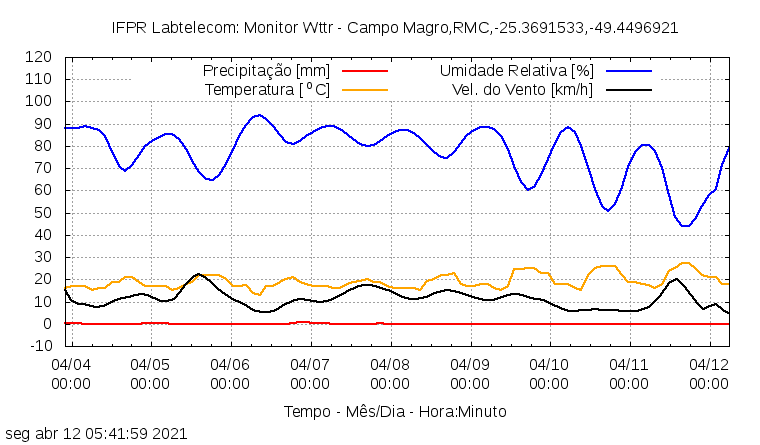 IFPR Labtelecom: Monitor Wttr - Campo Magro,RMC,-25.3691533,-49.4496921
Precipitação [mm]
Temperatura [ ⁰C]
Umidade Relativa [%]
Vel. do Vento [km/h]
120
110
100
90
80
70
60
50
40
30
20
10
0
-10
04/04 04/05 04/06 04/07 04/08 04/09 04/10 04/11 04/12
00:00 00:00 00:00 00:00 00:00 00:00 00:00 00:00 00:00
Tempo - Mês/Dia - Hora:Minuto
seg abr 12 05:41:59 2021